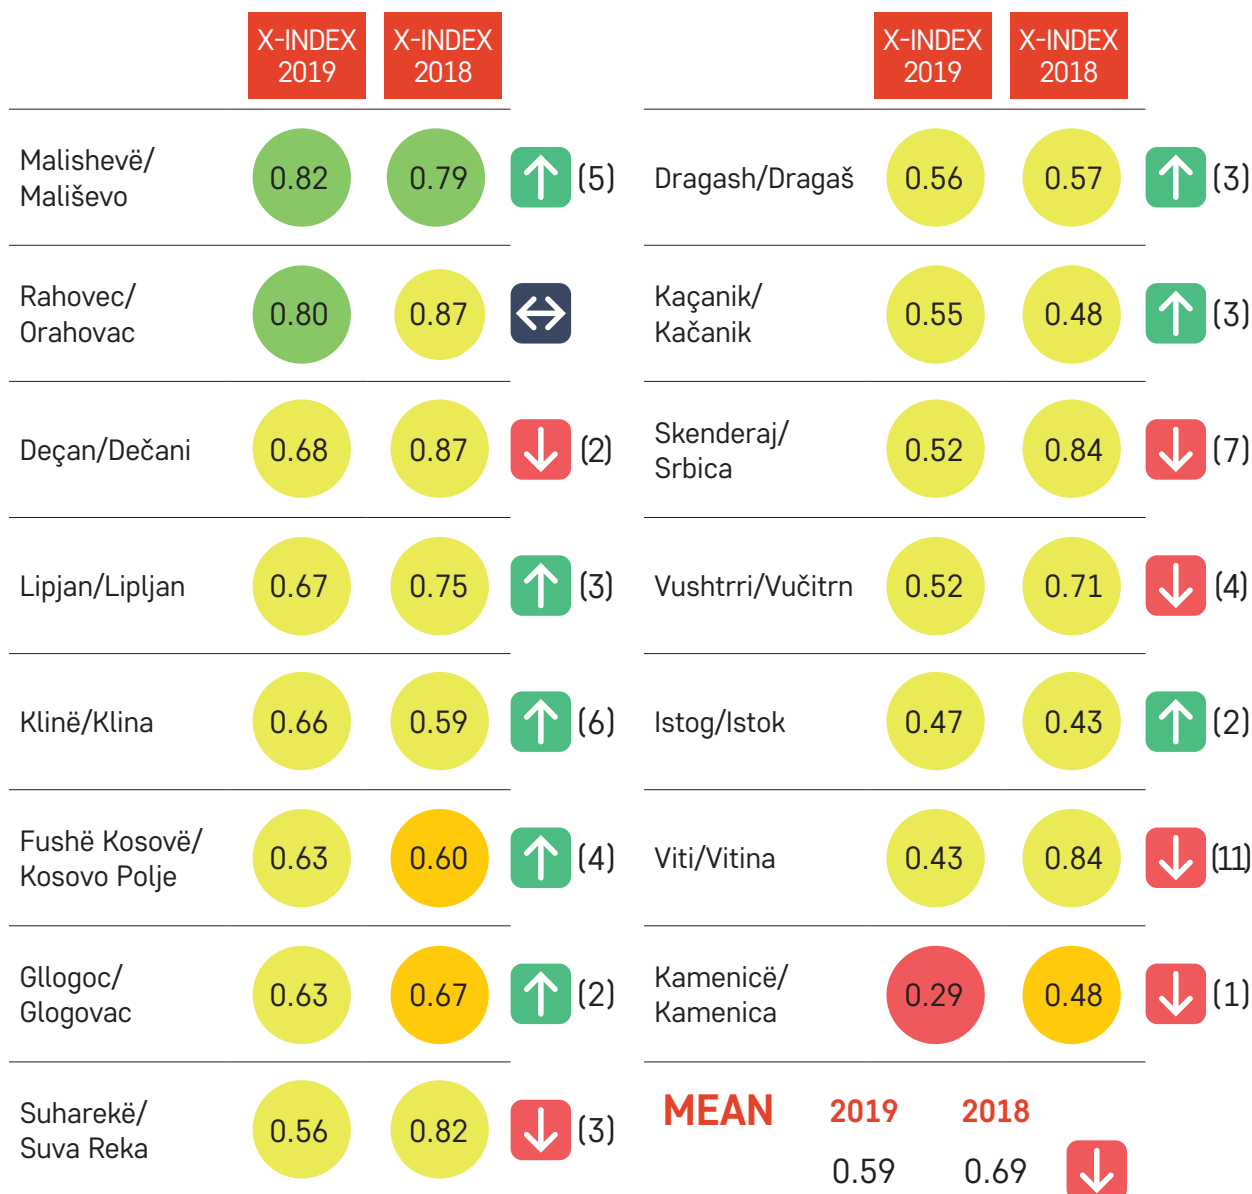 X-INDEX
2019
X-INDEX
2018
Malishevë/
Mališevo
0.82
0.79
(5)
Rahovec/
Orahovac
0.80
0.87
Deçan/Dečani
0.68
0.87
(2)
Lipjan/Lipljan
0.67
0.75
(3)
Klinë/Klina
0.66
0.59
(6)
Fushë Kosovë/
Kosovo Polje
0.63
0.60
(4)
Gllogoc/
Glogovac
0.63
0.67
(2)
Suharekë/
Suva Reka
0.56
0.82
(3)
X-INDEX
2019
X-INDEX
2018
Dragash/Dragaš
0.56
0.57
(3)
Kaçanik/
Kačanik
0.55
0.48
(3)
Skenderaj/
Srbica
0.52
0.84
(7)
Vushtrri/Vučitrn
0.52
0.71
(4)
Istog/Istok
0.47
0.43
(2)
Viti/Vitina
0.43
0.84
(11)
Kamenicë/
Kamenica
0.29
0.48
(1)
MEAN 2019 2018
0.59 0.69